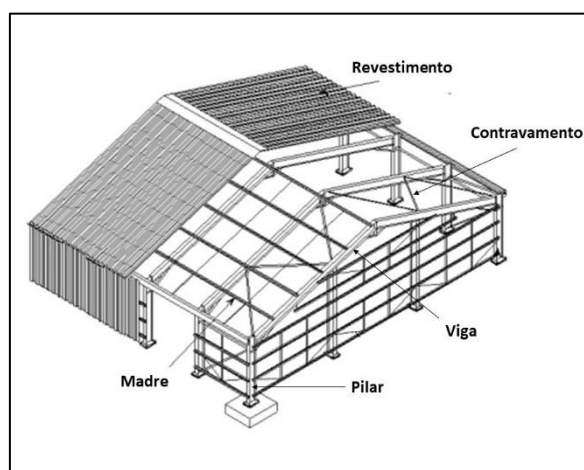 Revestimento
Contravamento
Viga
Madre
Pilar